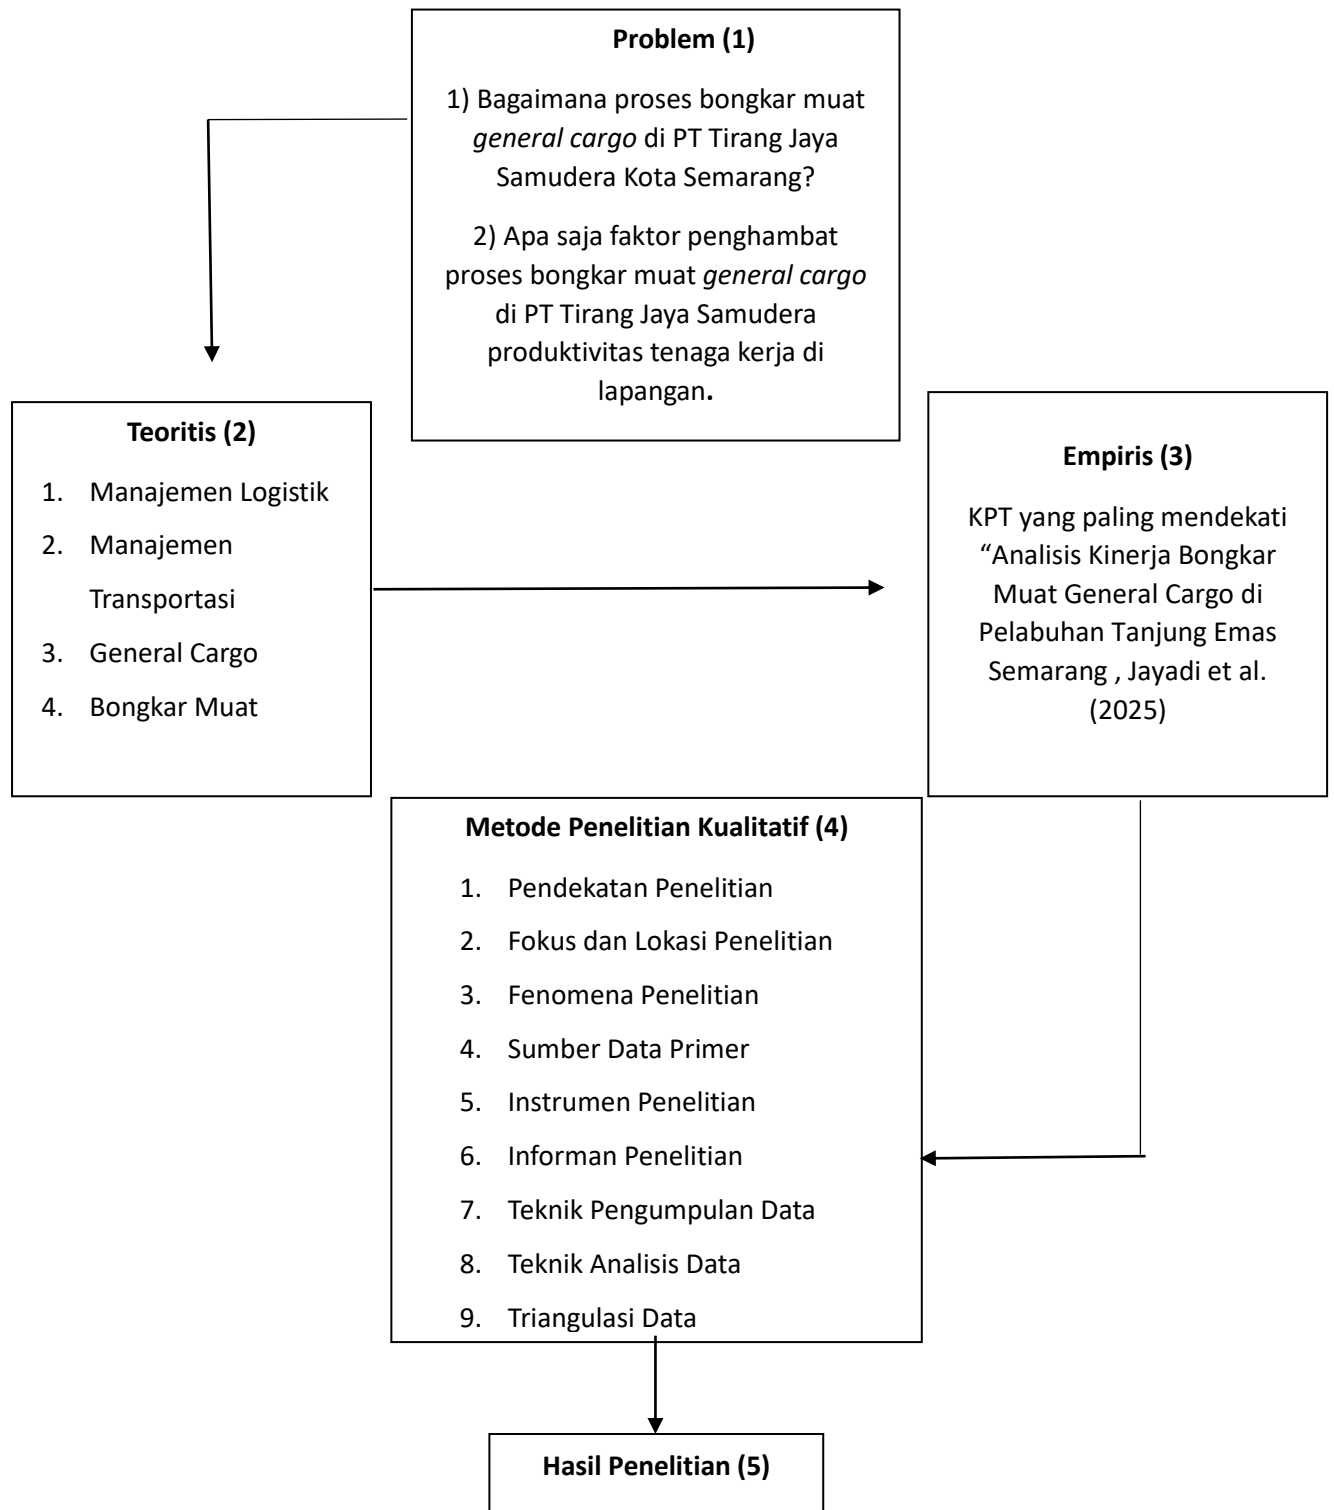 Problem (1)
1) Bagaimana proses bongkar muat
general cargo di PT Tirang Jaya
Samudera Kota Semarang?
2) Apa saja faktor penghambat
proses bongkar muat general cargo
di PT Tirang Jaya Samudera
produktivitas tenaga kerja di
lapangan.
Teoritis (2)
1. Manajemen Logistik
2. Manajemen
Transportasi
3. General Cargo
4. Bongkar Muat
Empiris (3)
KPT yang paling mendekati
“Analisis Kinerja Bongkar
Muat General Cargo di
Pelabuhan Tanjung Emas
Semarang , Jayadi et al.
(2025)
Metode Penelitian Kualitatif (4)
1. Pendekatan Penelitian
2. Fokus dan Lokasi Penelitian
3. Fenomena Penelitian
4. Sumber Data Primer
5. Instrumen Penelitian
6. Informan Penelitian
7. Teknik Pengumpulan Data
8. Teknik Analisis Data
9. Triangulasi Data
Hasil Penelitian (5)